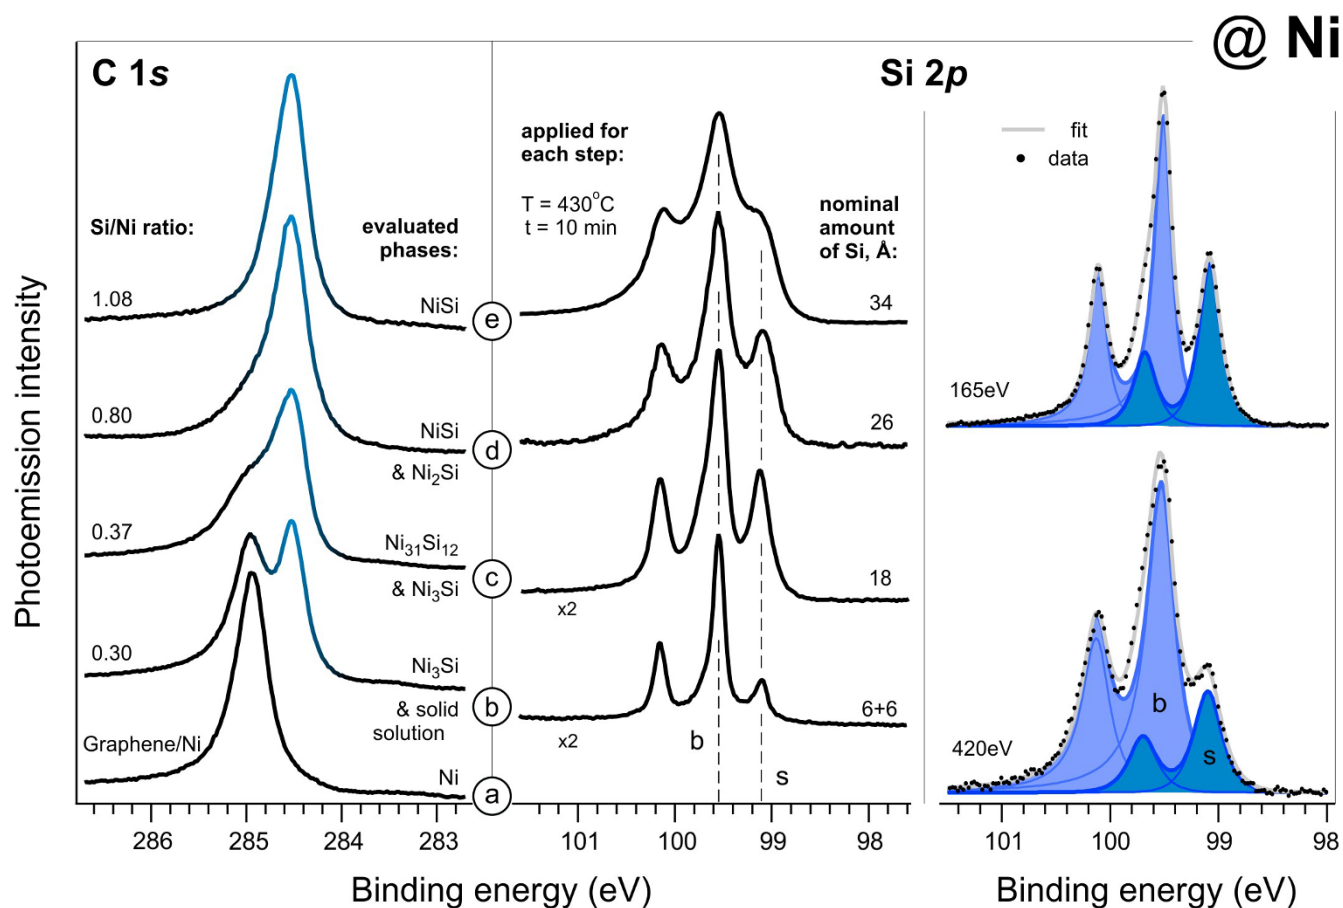 @ Ni
C 1s
Si 2p
Photoemission intensity
Si/Ni ratio:
evaluated
phases:
1.08
NiSi
e
0.80
NiSi
d
& Ni₂Si
0.37
Ni₃₁Si₁₂
c
& Ni₃Si
0.30
Ni₃Si
b
& solid
solution
Graphene/Ni
Ni
a
286
285
284
283
Binding energy (eV)
applied for
each step:
T = 430°C
t = 10 min
nominal
amount
of Si, Å:
34
26
18
x2
6+6
x2
b
s
101
100
99
98
Binding energy (eV)
fit
data
165eV
420eV
b
s
101
100
99
98
Binding energy (eV)